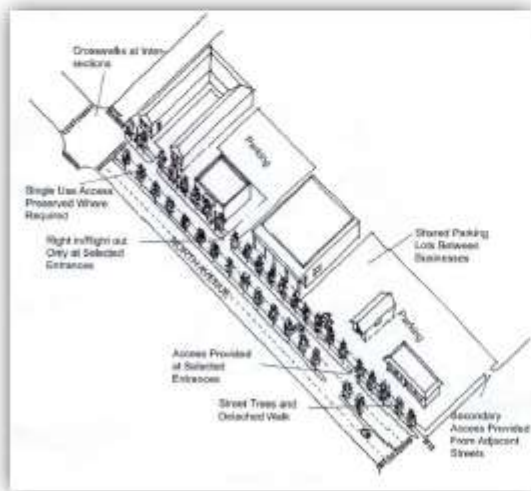 Crosswalks at Inter-
sections
Parking
Single Use Access
Preserved Where
Required
Right in/Right out
Only at Selected
Entrances
NORTH AVENUE
Shared Parking
Lots Between
Businesses
Parking
Access Provided
at Selected
Entrances
Street Trees and
Detached Walk
Secondary
Access Provided
From Adjacent
Streets